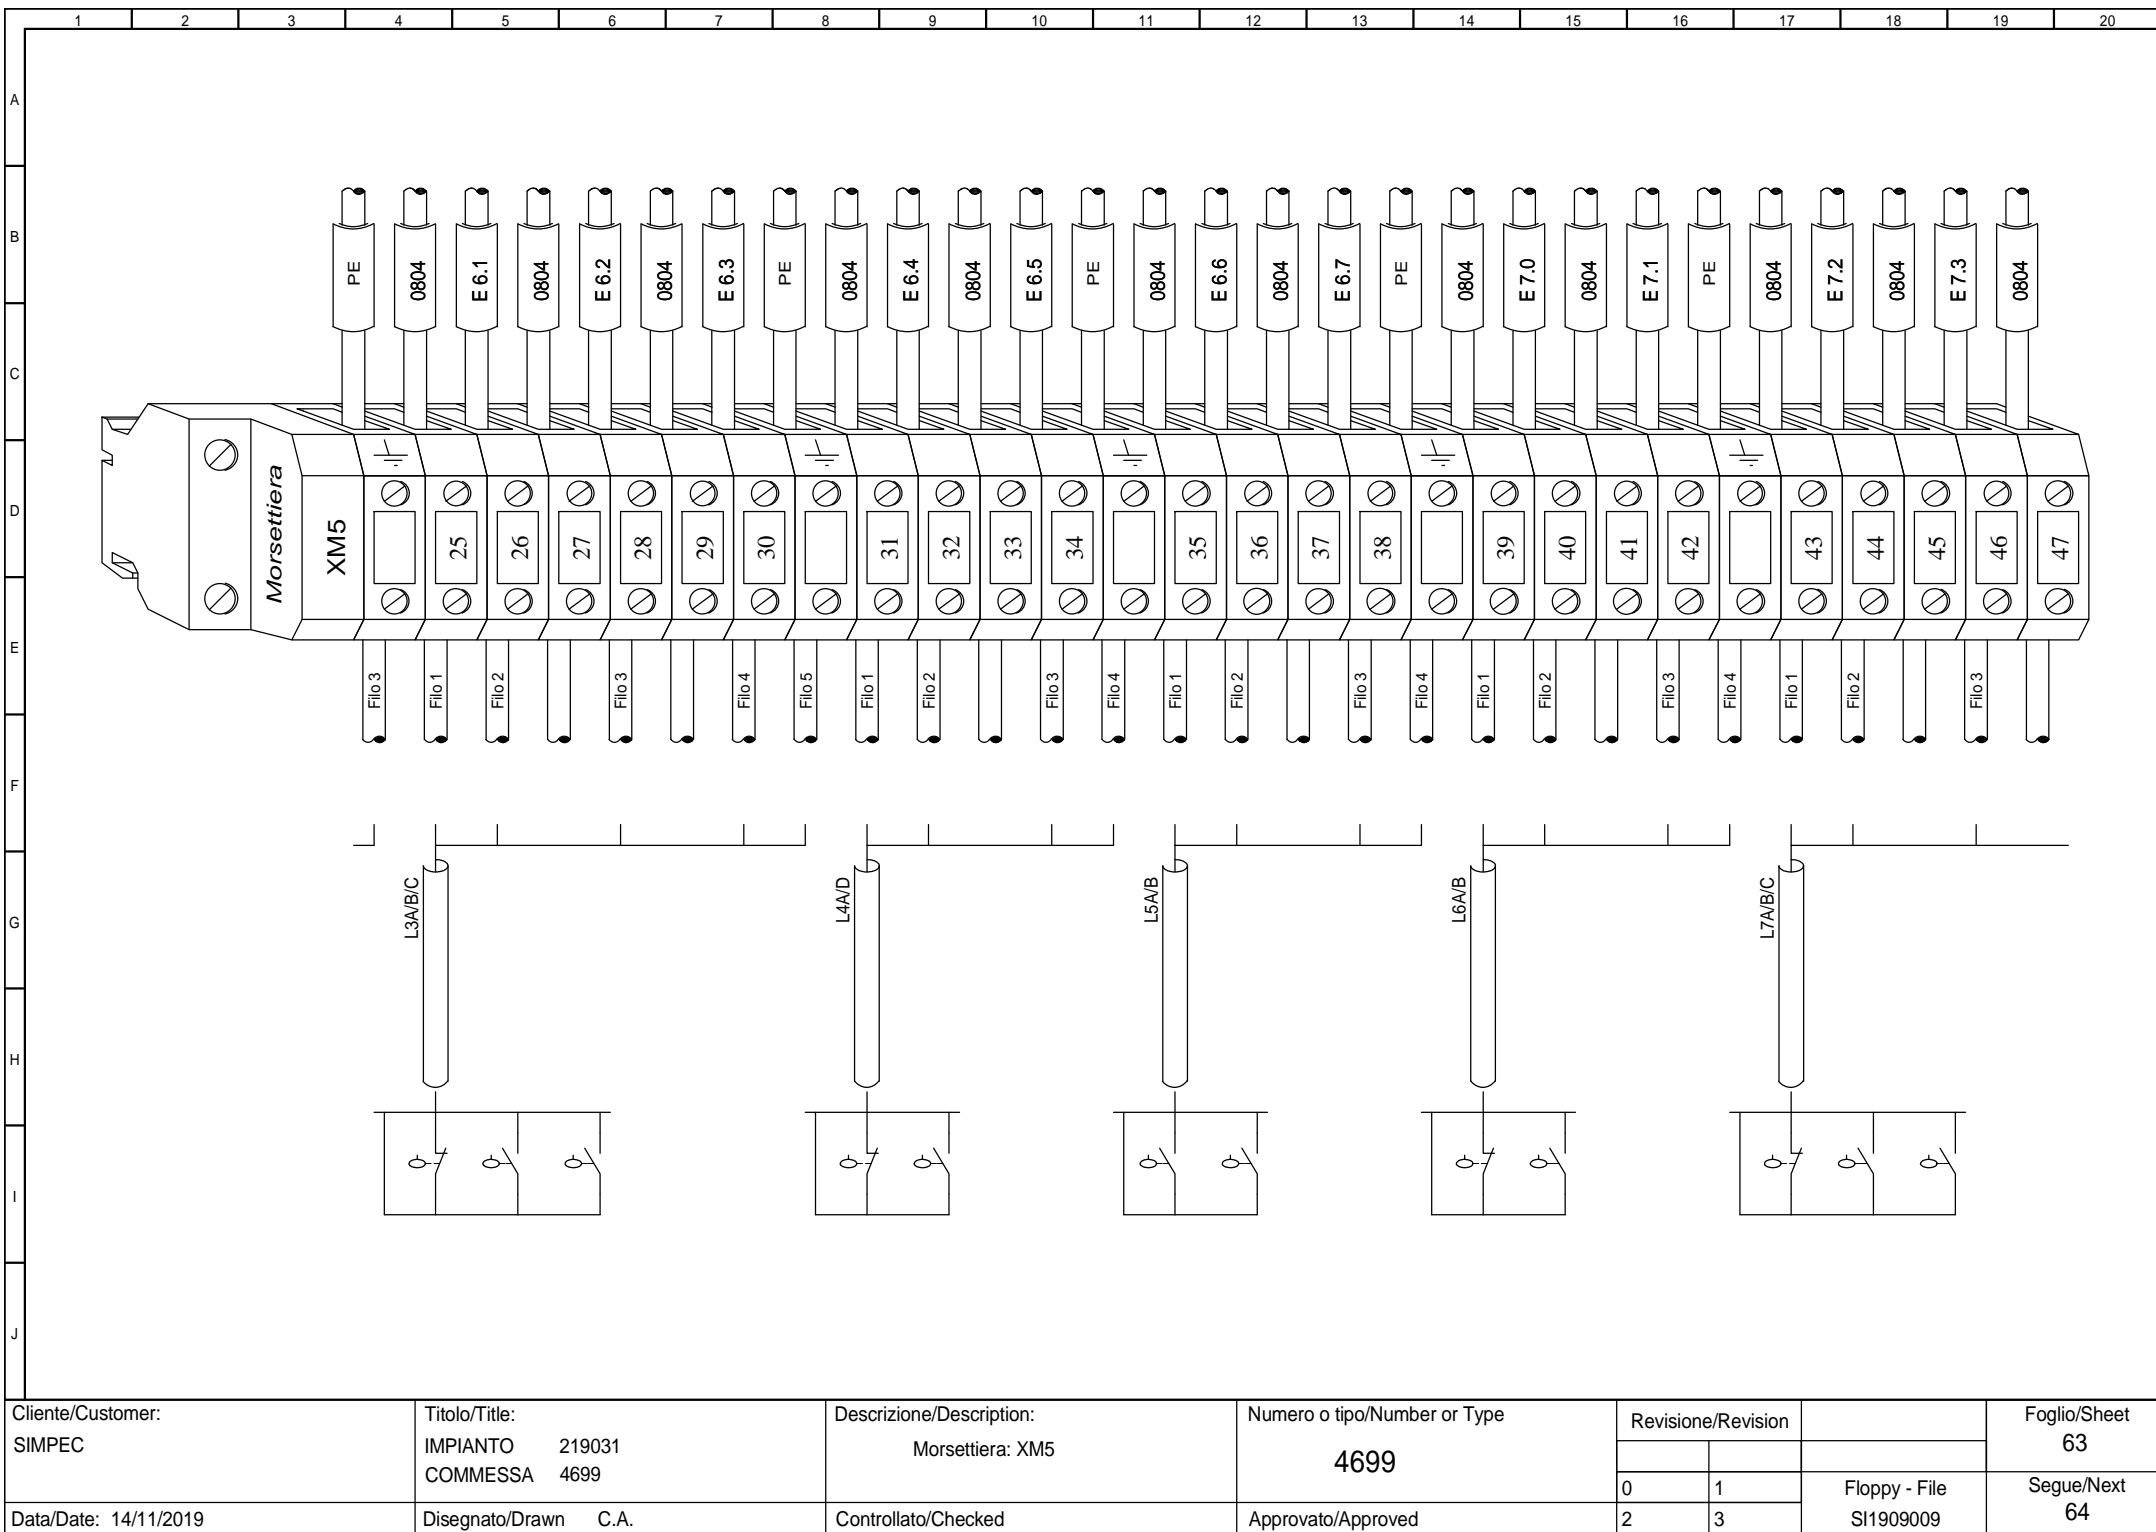 1 2 3 4 5 6 7 8 9 10 11 12 13 14 15 16 17 18 19 20
A
B
C
D
E
F
G
H
I
J
PE 0804 E 6.1 0804 E 6.2 0804 E 6.3 PE 0804 E 6.4 0804 E 6.5 PE 0804 E 6.6 0804 E 6.7 PE 0804 E 7.0 0804 E 7.1 PE 0804 E 7.2 0804 E 7.3 0804
Morsettiera
XM5
25 26 27 28 29 30 31 32 33 34 35 36 37 38 39 40 41 42 43 44 45 46 47
Filo 3 Filo 1 Filo 2 Filo 3 Filo 4 Filo 5 Filo 1 Filo 2 Filo 3 Filo 4 Filo 1 Filo 2 Filo 3 Filo 4 Filo 1 Filo 2 Filo 3 Filo 4 Filo 1 Filo 2 Filo 3
L3A/B/C L4A/D L5A/B L6A/B L7A/B/C
Cliente/Customer:
SIMPEC
Data/Date: 14/11/2019
Titolo/Title:
IMPIANTO 219031
COMMESSA 4699
Disegnato/Drawn C.A.
Descrizione/Description:
Morsettiera: XM5
Controllato/Checked
Numero o tipo/Number or Type
4699
Approvato/Approved
Revisione/Revision
0 1
2 3
Floppy - File
SI1909009
Foglio/Sheet
63
Segue/Next
64